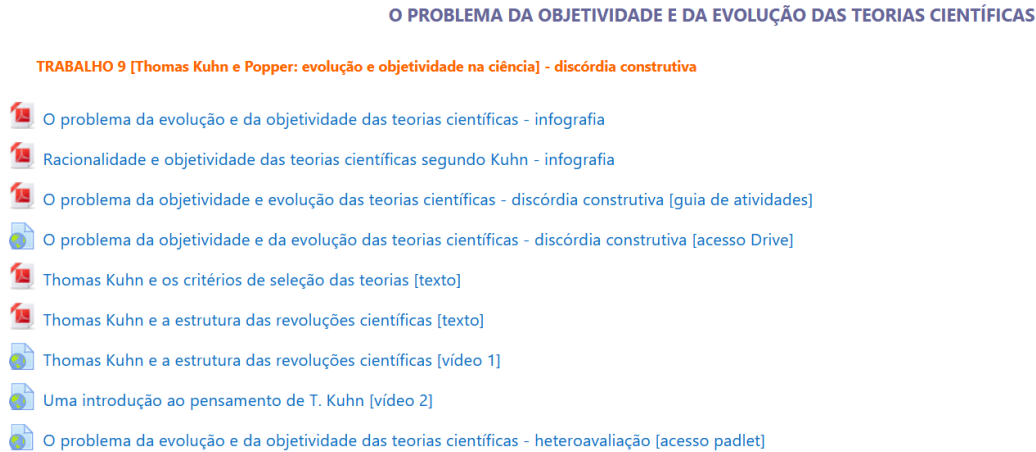 O PROBLEMA DA OBJETIVIDADE E DA EVOLUÇÃO DAS TEORIAS CIENTÍFICAS
TRABALHO 9 [Thomas Kuhn e Popper: evolução e objetividade na ciência] - discórdia construtiva
O problema da evolução e da objetividade das teorias científicas - infografia
Racionalidade e objetividade das teorias científicas segundo Kuhn - infografia
O problema da objetividade e evolução das teorias científicas - discórdia construtiva [guia de atividades]
O problema da objetividade e da evolução das teorias científicas - discórdia construtiva [acesso Drive]
Thomas Kuhn e os critérios de seleção das teorias [texto]
Thomas Kuhn e a estrutura das revoluções científicas [texto]
Thomas Kuhn e a estrutura das revoluções científicas [vídeo 1]
Uma introdução ao pensamento de T. Kuhn [vídeo 2]
O problema da evolução e da objetividade das teorias científicas - heteroavaliação [acesso padlet]